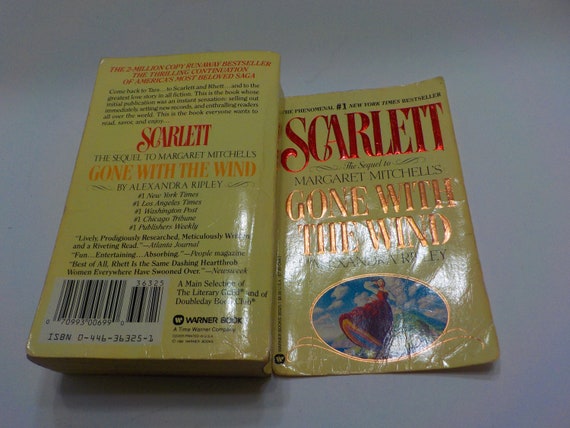 THE 2-MILLION COPY RUNAWAY BESTSELLER
THE THRILLING CONTINUATION
OF AMERICA'S MOST BELOVED SAGA
Come back to Tara... to Scarlett and Rhett... and to the
greatest love story in all fiction. This is the book whose
initial publication was an instant sensation: selling out
immediately, setting new records, and enthralling readers
all over the world. This is the book everyone wants to
read, savor, and enjoy...
SCARLETT
THE SEQUEL TO MARGARET MITCHELL'S
GONE WITH THE WIND
BY ALEXANDRA RIPLEY
#1 New York Times
#1 Los Angeles Times
#1 Washington Post
#1 Chicago Tribune
#1 Publishers Weekly
"Lively, Prodigiously Researched, Meticulously Written
and a Riveting Read."—Atlanta Journal
"Fun...Entertaining...Absorbing."—People magazine
"Best of All, Rhett Is the Same Dashing Heartthrob
Women Everywhere Have Swooned Over."—Newsweek
36325
A Main Selection of
The Literary Guild® and of
Doubleday Book Club®
0 70993 00699 0
ISBN 0-446-36325-1
WARNER BOOKS
A Time Warner Company
THE PHENOMENAL #1 NEW YORK TIMES BESTSELLER
SCARLETT
The Sequel to
MARGARET MITCHELL'S
GONE WITH
THE WIND
ALEXANDRA RIPLEY